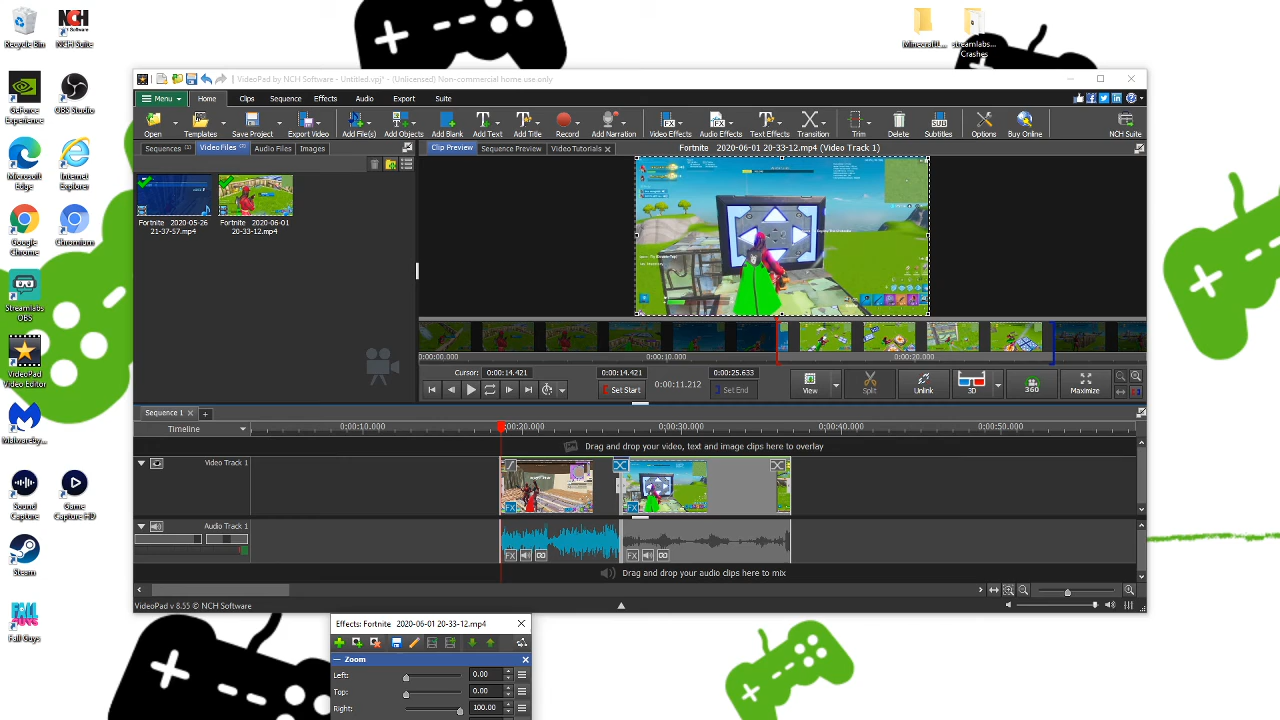 Recycle Bin
NCH Suite
GeForce Experience
OBS Studio
Microsoft Edge
Internet Explorer
Google Chrome
Chromium
Streamlabs OBS
VideoPad Video Editor
Malwareby...
Sound Capture
Game Capture HD
Steam
Fall Guys
MinecraftL...
streamlabs... Crashes
VideoPad by NCH Software - Untitled.vpj* - (Unlicensed) Non-commercial home use only
Menu Home Clips Sequence Effects Audio Export Suite
Open Templates Save Project Export Video Add File(s) Add Objects Add Blank Add Text Add Title Record Add Narration Video Effects Audio Effects Text Effects Transition Trim Delete Subtitles Options Buy Online NCH Suite
Sequences Video Files Audio Files Images
Clip Preview Sequence Preview Video Tutorials
Fortnite 2020-06-01 20-33-12.mp4 (Video Track 1)
Fortnite 2020-05-26 21-37-57.mp4
Fortnite 2020-06-01 20-33-12.mp4
0:00:00.000 0:00:10.000 0:00:20.000
Cursor: 0:00:14.421 0:00:14.421 0:00:25.633
Set Start 0:00:11.212 Set End
View Split Unlink 3D 360 Maximize
Sequence 1
Timeline 0:00:10.000 0:00:20.000 0:00:30.000 0:00:40.000 0:00:50.000
Drag and drop your video, text and image clips here to overlay
Video Track 1
FX FX
Audio Track 1
FX FX
Drag and drop your audio clips here to mix
VideoPad v 8.55 © NCH Software
Effects: Fortnite 2020-06-01 20-33-12.mp4
Zoom
Left: 0.00
Top: 0.00
Right: 100.00